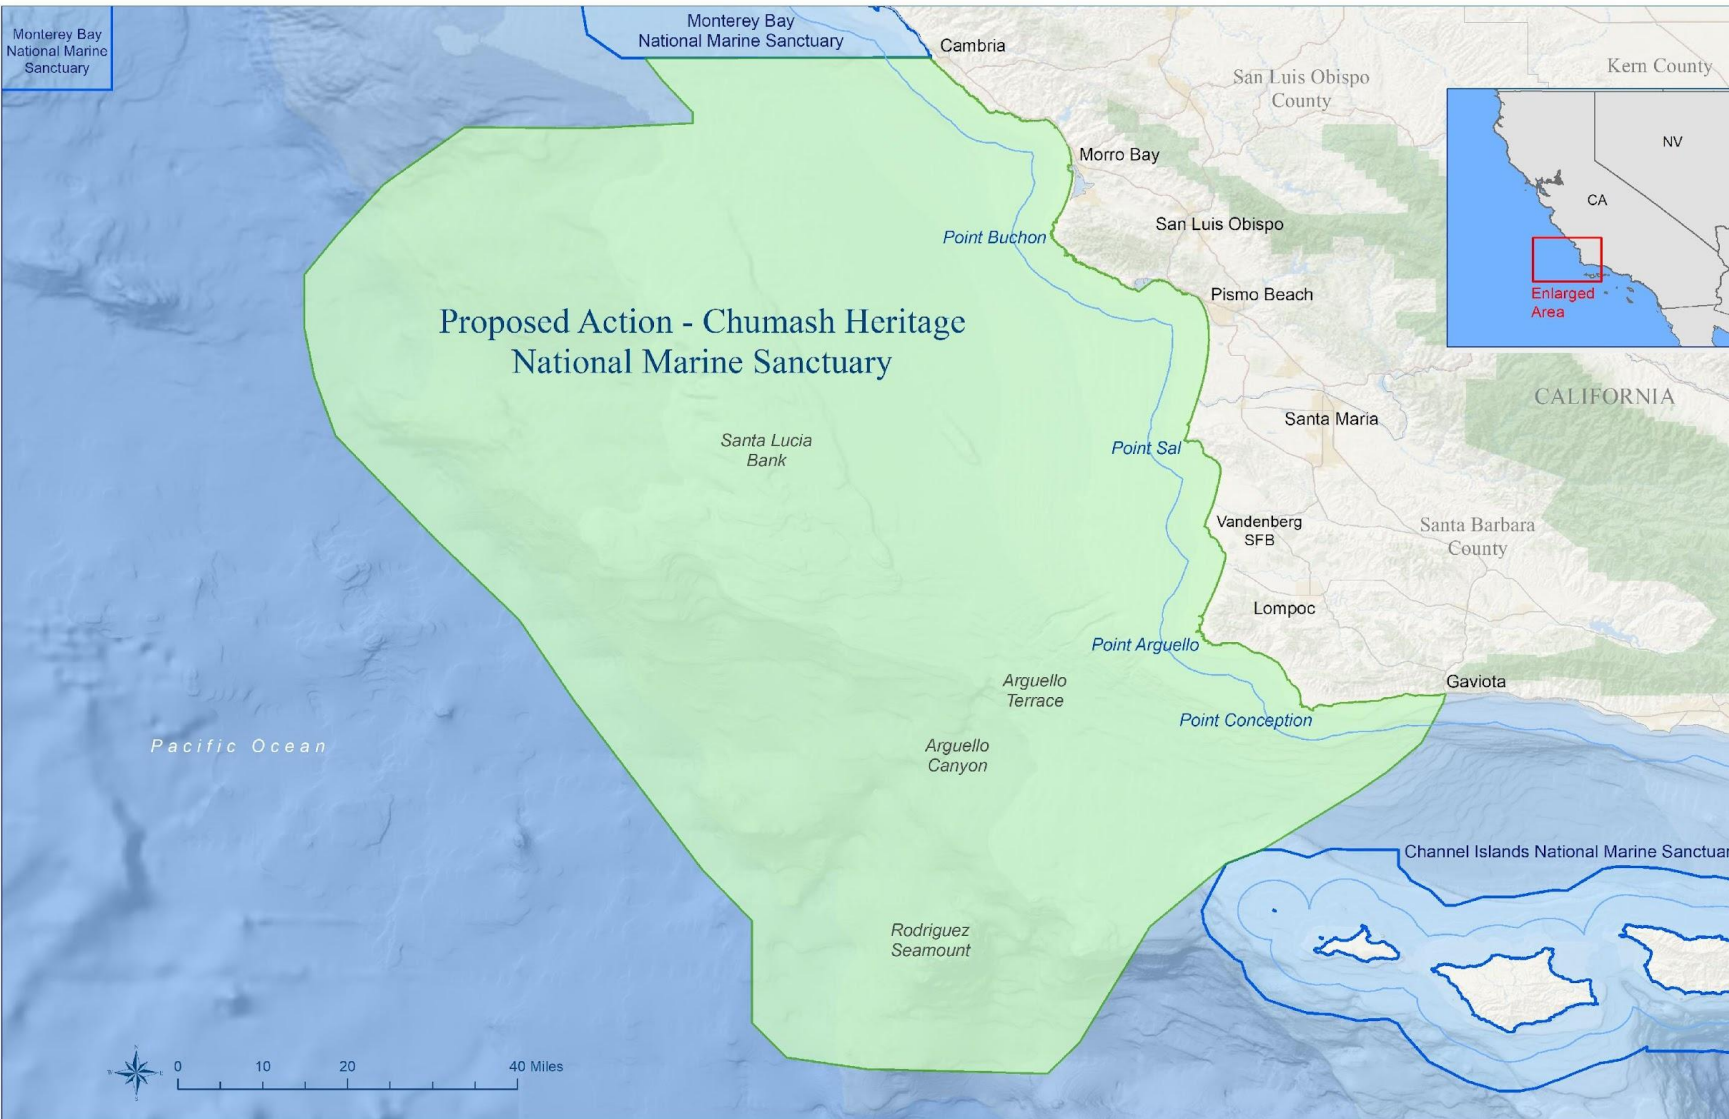 Monterey Bay
National Marine
Sanctuary
Monterey Bay
National Marine Sanctuary
Cambria
San Luis Obispo
County
Kern County
NV
CA
Enlarged
Area
Morro Bay
San Luis Obispo
Point Buchon
Pismo Beach
Proposed Action - Chumash Heritage
National Marine Sanctuary
CALIFORNIA
Santa Maria
Santa Lucia
Bank
Point Sal
Vandenberg
SFB
Santa Barbara
County
Lompoc
Point Arguello
Arguello
Terrace
Gaviota
Point Conception
Pacific Ocean
Arguello
Canyon
Channel Islands National Marine Sanctuar
Rodriguez
Seamount
N
W
E
S
0 10 20 40 Miles